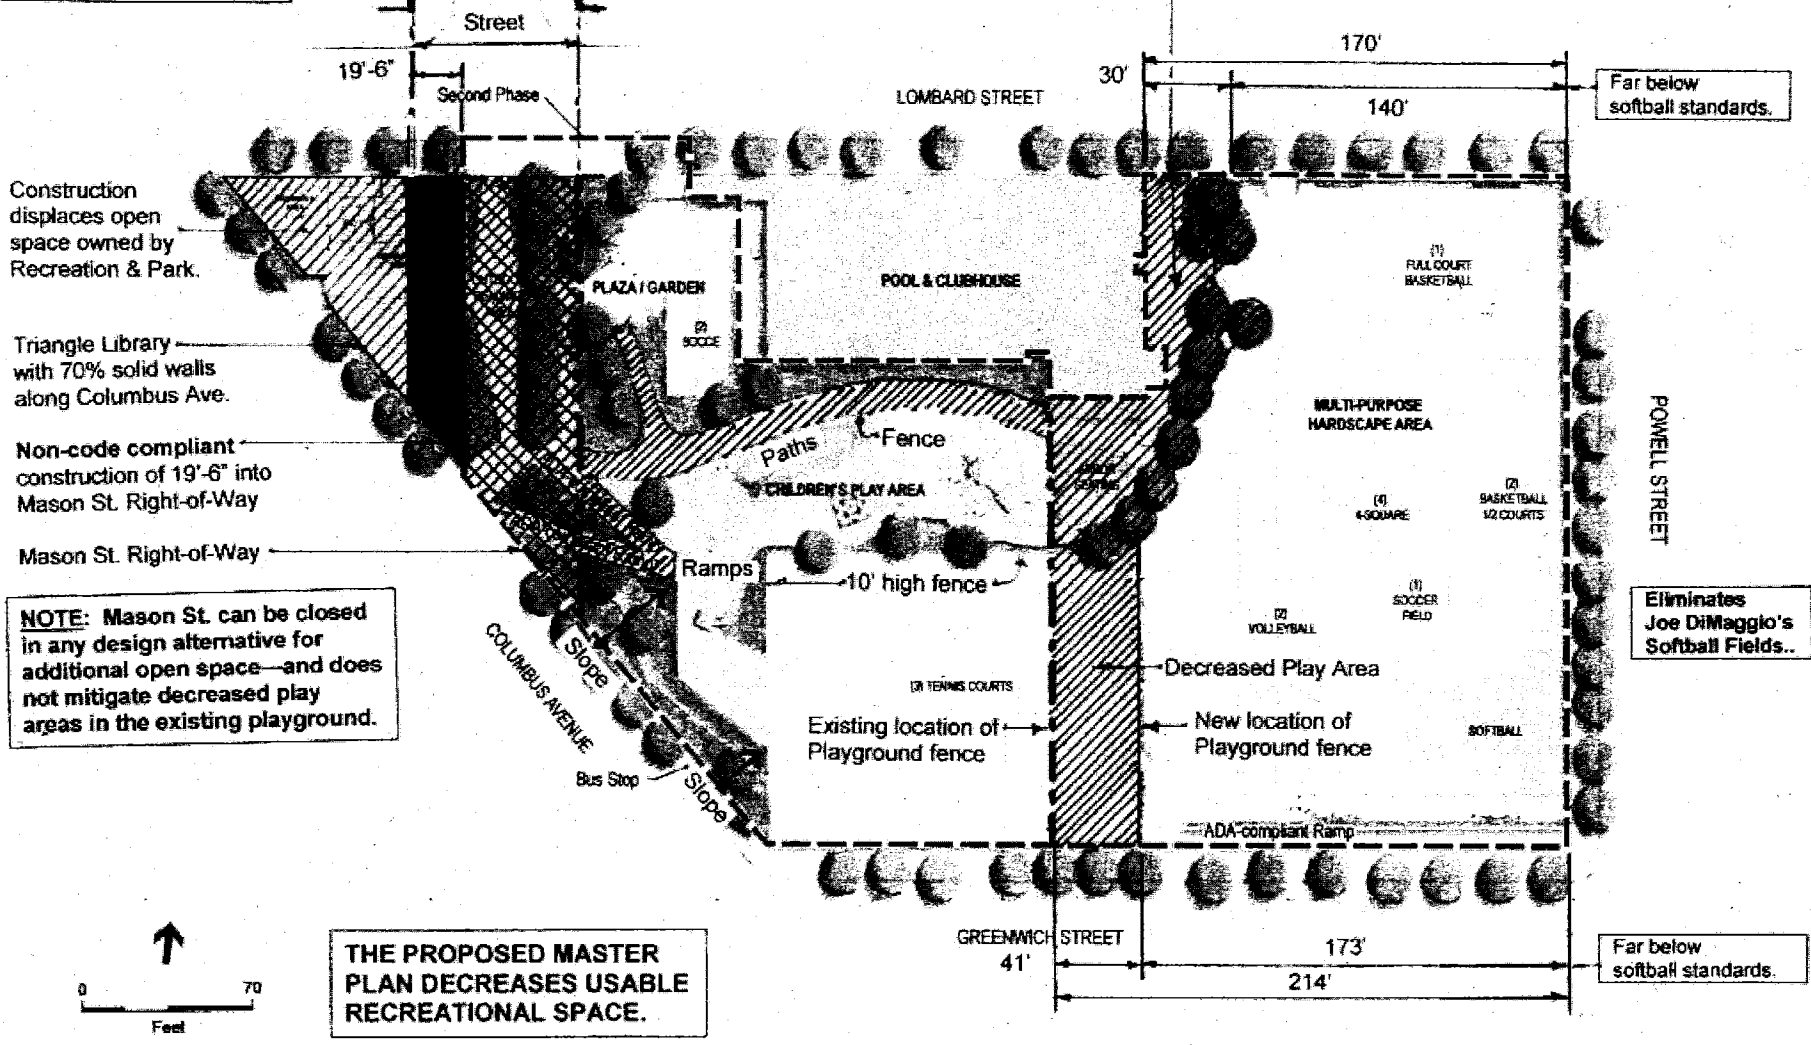 Street
19'-6"
Second Phase
LOMBARD STREET
170'
30'
140'
Far below
softball standards.
Construction
displaces open
space owned by
Recreation & Park.
Triangle Library
with 70% solid walls
along Columbus Ave.
Non-code compliant
construction of 19'-6" into
Mason St. Right-of-Way
Mason St. Right-of-Way
NOTE: Mason St. can be closed
in any design alternative for
additional open space—and does
not mitigate decreased play
areas in the existing playground.
PLAZA / GARDEN
[2]
BOCCE
POOL & CLUBHOUSE
Fence
Paths
CHILDREN'S PLAY AREA
SEATING
Ramps
10' high fence
COLUMBUS AVENUE
Slope
Bus Stop
Slope
[3] TENNIS COURTS
Existing location of
Playground fence
Decreased Play Area
New location of
Playground fence
[1]
FULL COURT
BASKETBALL
MULTI-PURPOSE
HARDSCAPE AREA
[4]
4-SQUARE
[2]
BASKETBALL
1/2 COURTS
[1]
SOCCER
FIELD
[2]
VOLLEYBALL
SOFTBALL
ADA-compliant Ramp
POWELL STREET
Eliminates
Joe DiMaggio's
Softball Fields..
GREENWICH STREET
41'
173'
214'
Far below
softball standards.
0 70
Feet
THE PROPOSED MASTER
PLAN DECREASES USABLE
RECREATIONAL SPACE.